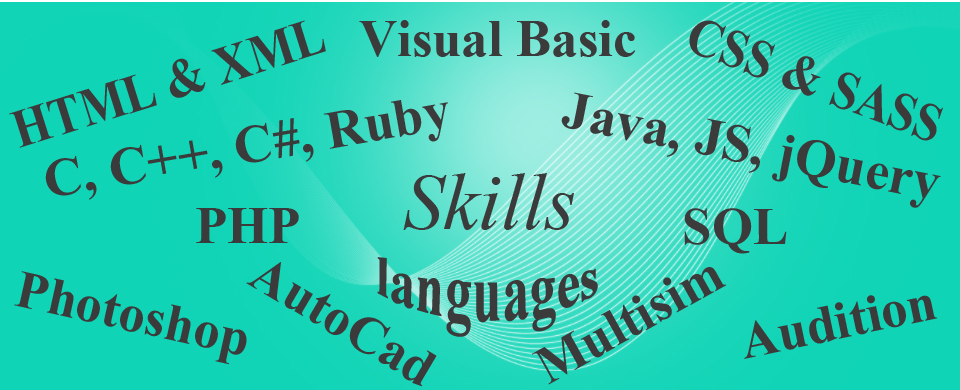 HTML & XML
Visual Basic
CSS & SASS
C, C++, C#, Ruby
Java, JS, jQuery
Skills
PHP
SQL
languages
Photoshop
AutoCad
Multisim
Audition